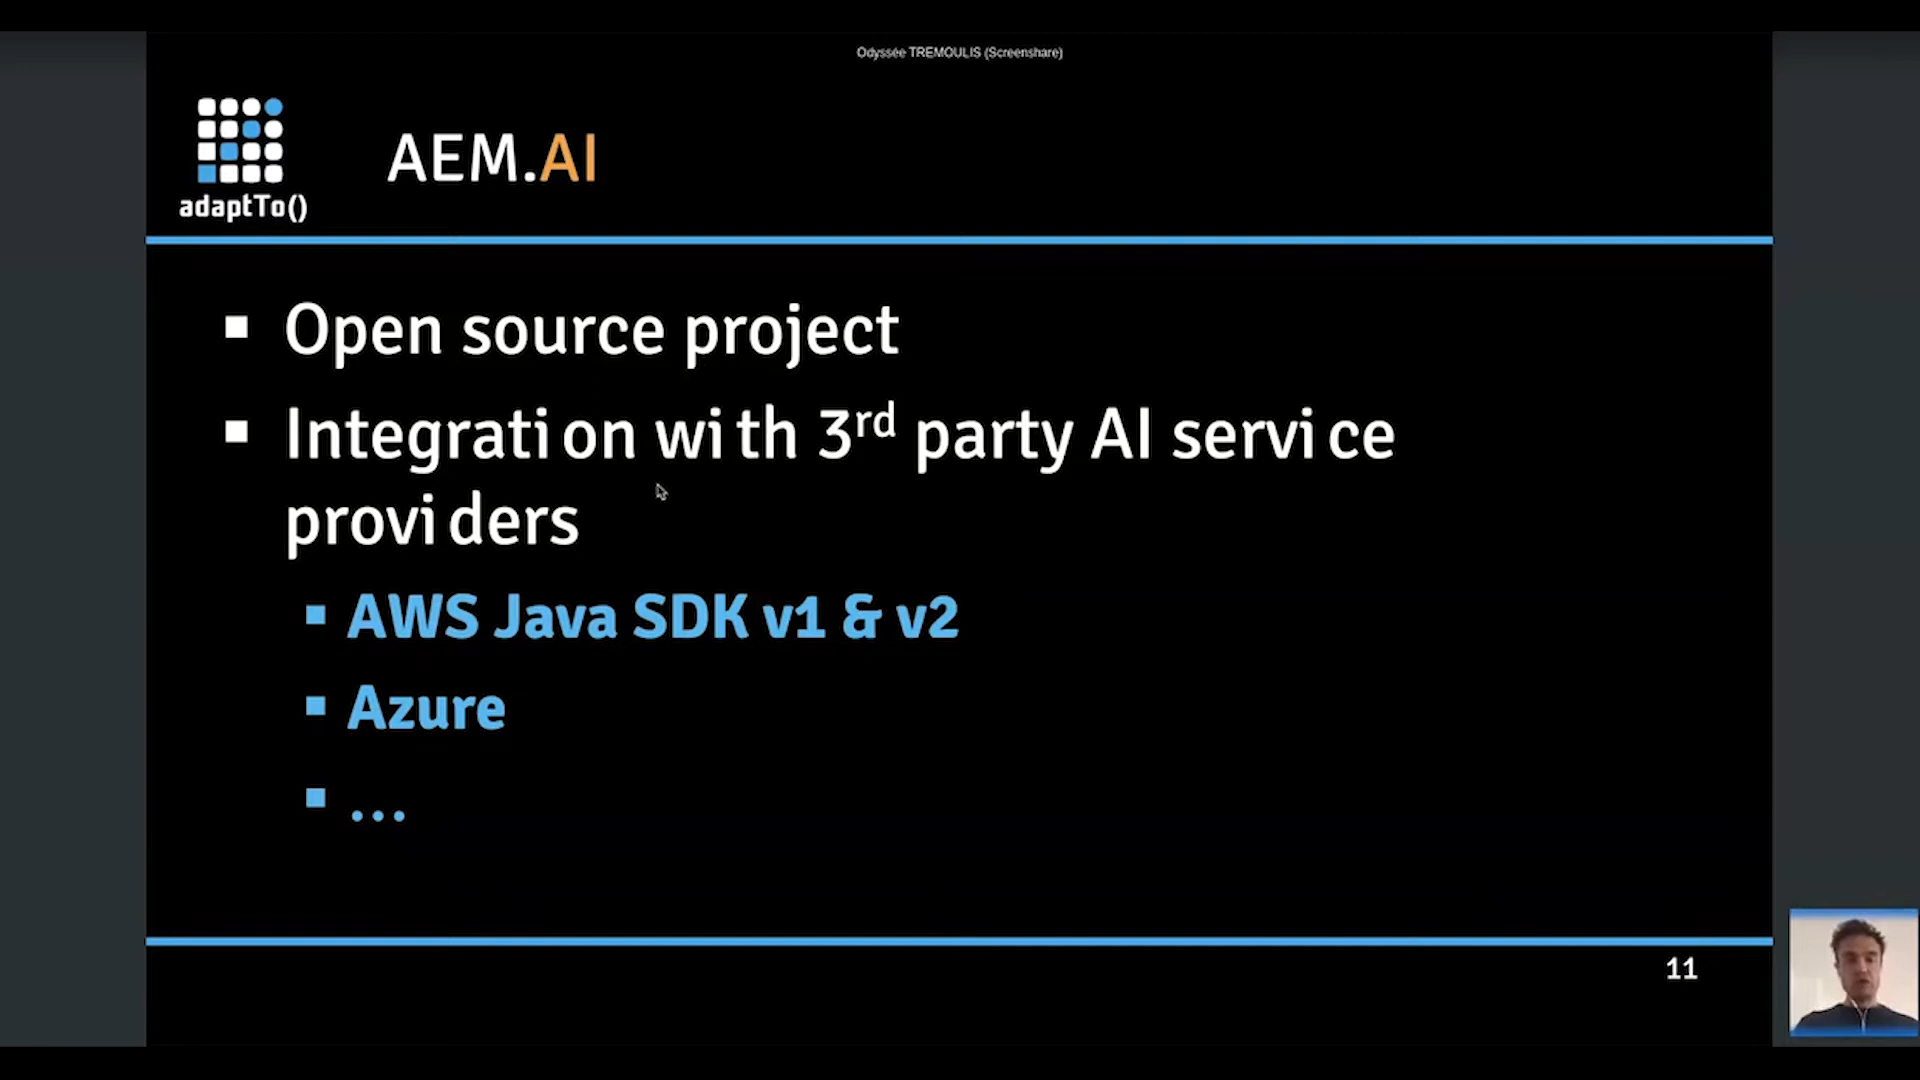 Odyssée TREMOULIS (Screenshare)
adaptTo()
AEM.AI
Open source project
Integration with 3rd party AI service
providers
AWS Java SDK v1 & v2
Azure
...
11